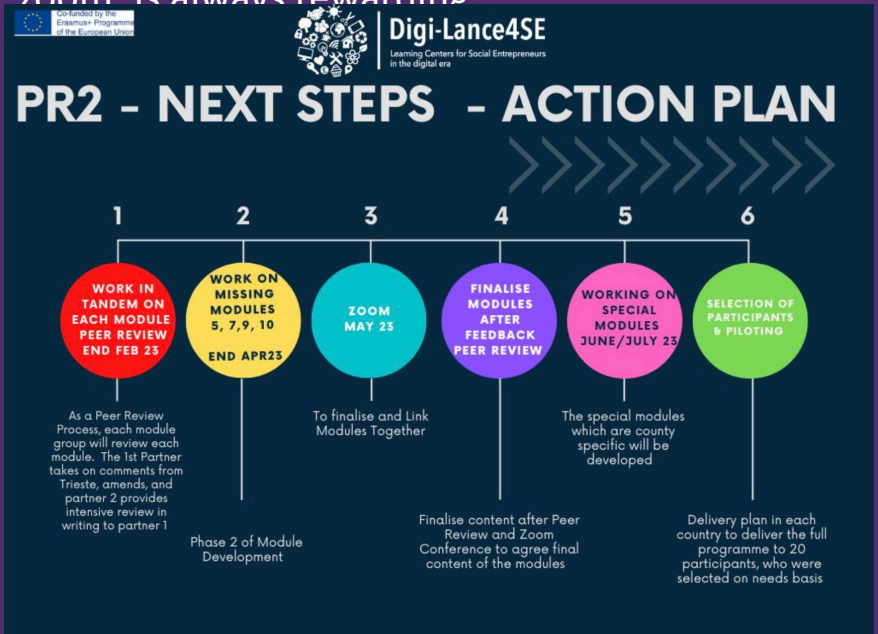 Zoom, is always rewarding
Co-funded by the
Erasmus+ Programme
of the European Union
Digi-Lance4SE
Learning Centers for Social Entrepreneurs
in the digital era
PR2 - NEXT STEPS - ACTION PLAN
1
2
3
4
5
6
WORK IN
TANDEM ON
EACH MODULE
PEER REVIEW
END FEB 23
WORK ON
MISSING
MODULES
5, 7,9, 10
END APR23
ZOOM
MAY 23
FINALISE
MODULES
AFTER
FEEDBACK
PEER REVIEW
WORKING ON
SPECIAL
MODULES
JUNE/JULY 23
SELECTION OF
PARTICIPANTS
& PILOTING
As a Peer Review
Process, each module
group will review each
module. The 1st Partner
takes on comments from
Trieste, amends, and
partner 2 provides
intensive review in
writing to partner 1
Phase 2 of Module
Development
To finalise and Link
Modules Together
Finalise content after Peer
Review and Zoom
Conference to agree final
content of the modules
The special modules
which are county
specific will be
developed
Delivery plan in each
country to deliver the full
programme to 20
participants, who were
selected on needs basis